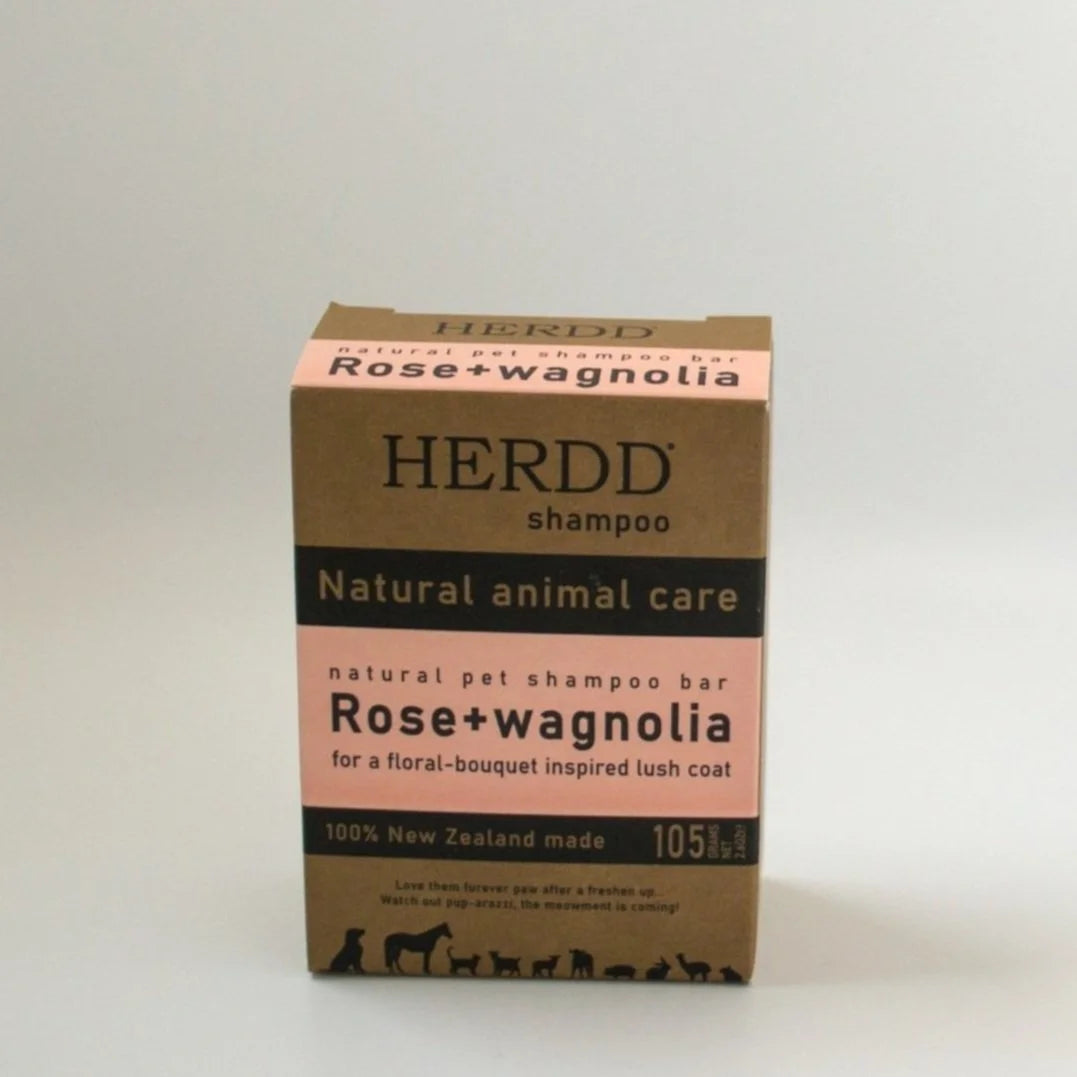 HERDD
natural pet shampoo bar
Rose+wagnolia
HERDD
shampoo
Natural animal care
natural pet shampoo bar
Rose+wagnolia
for a floral-bouquet inspired lush coat
100% New Zealand made
105
GRAMS
NET
Love them furever paw after a freshen up...
Watch out pup-arazzi, the meowment is coming!